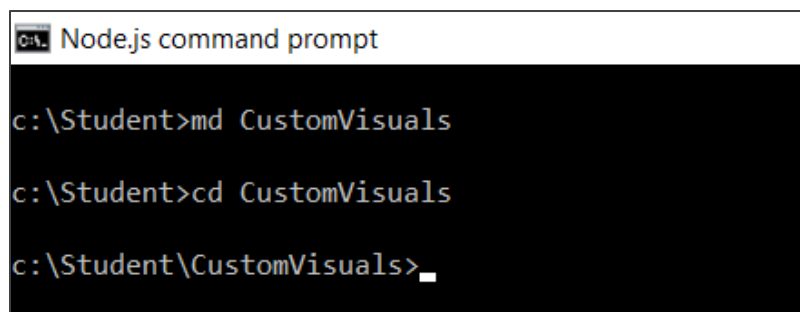 Node.js command prompt
c:\Student>md CustomVisuals
c:\Student>cd CustomVisuals
c:\Student\CustomVisuals>